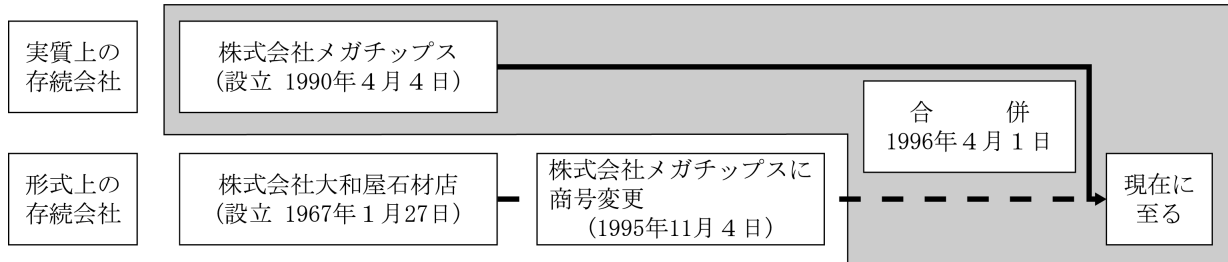 実質上の
存続会社
株式会社メガチップス
(設立 1990年４月４日)
合　　　併
1996年４月１日
形式上の
存続会社
株式会社大和屋石材店
(設立 1967年１月27日)
株式会社メガチップスに
商号変更
(1995年11月４日)
現在に
至る